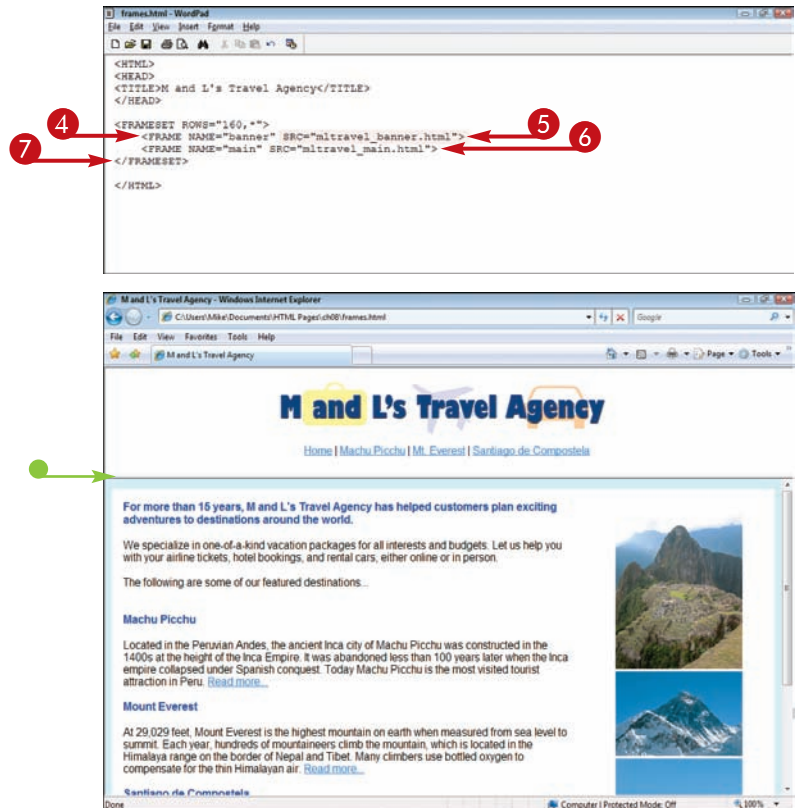 frames.html - WordPad
File Edit View Insert Format Help
<HTML>
<HEAD>
<TITLE>M and L's Travel Agency</TITLE>
</HEAD>
<FRAMESET ROWS="160,*">
4
<FRAME NAME="banner" SRC="mltravel_banner.html">
5
<FRAME NAME="main" SRC="mltravel_main.html">
6
7
</FRAMESET>
</HTML>
M and L's Travel Agency - Windows Internet Explorer
C:\Users\Mike\Documents\HTML Pages\ch08\frames.html
Google
File Edit View Favorites Tools Help
M and L's Travel Agency
Page
Tools
M and L's Travel Agency
Home | Machu Picchu | Mt. Everest | Santiago de Compostela
For more than 15 years, M and L's Travel Agency has helped customers plan exciting
adventures to destinations around the world.
We specialize in one-of-a-kind vacation packages for all interests and budgets. Let us help you
with your airline tickets, hotel bookings, and rental cars, either online or in person.
The following are some of our featured destinations...
Machu Picchu
Located in the Peruvian Andes, the ancient Inca city of Machu Picchu was constructed in the
1400s at the height of the Inca Empire. It was abandoned less than 100 years later when the Inca
empire collapsed under Spanish conquest. Today Machu Picchu is the most visited tourist
attraction in Peru. Read more...
Mount Everest
At 29,029 feet, Mount Everest is the highest mountain on earth when measured from sea level to
summit. Each year, hundreds of mountaineers climb the mountain, which is located in the
Himalaya range on the border of Nepal and Tibet. Many climbers use bottled oxygen to
compensate for the thin Himalayan air. Read more...
Santiago de Compostela
Done
Computer | Protected Mode: Off
100%